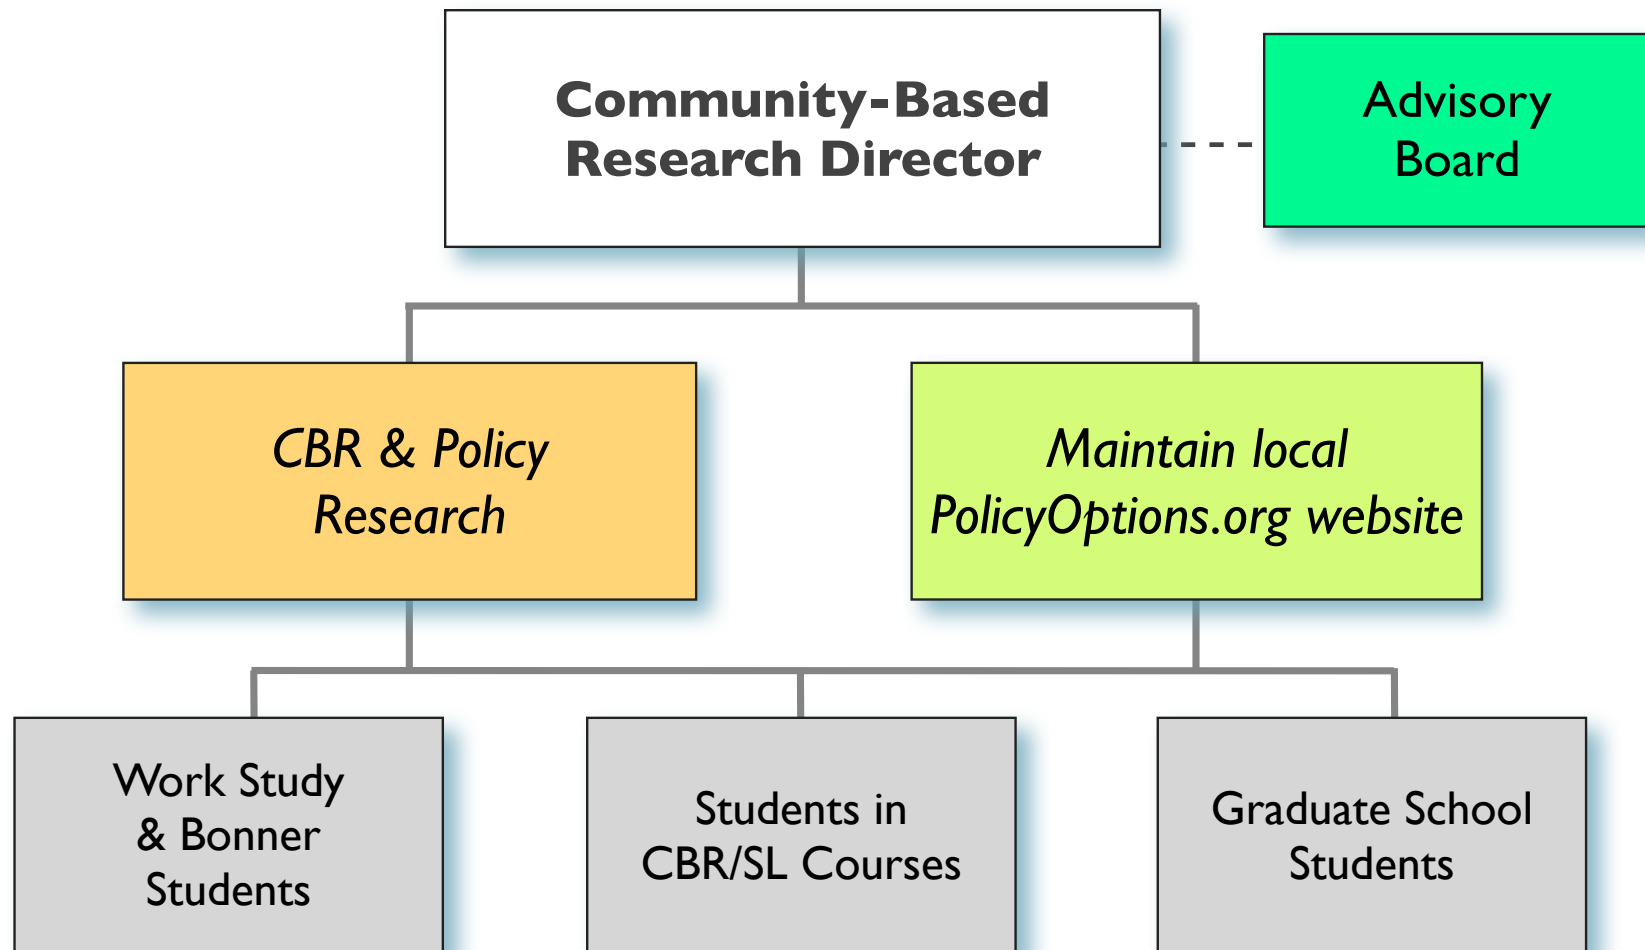 Community-Based
Research Director
Advisory
Board
CBR & Policy
Research
Maintain local
PolicyOptions.org website
Work Study
& Bonner
Students
Students in
CBR/SL Courses
Graduate School
Students